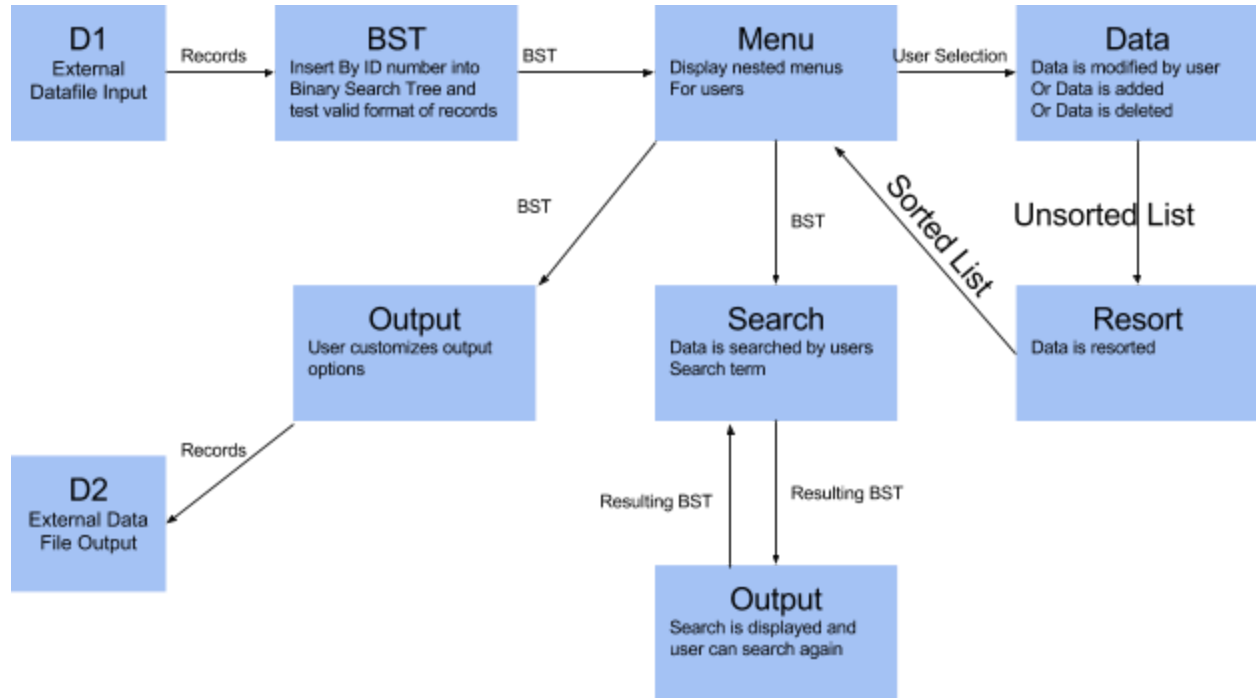 D1
External
Datafile Input
Records
BST
Insert By ID number into
Binary Search Tree and
test valid format of records
BST
Menu
Display nested menus
For users
User Selection
Data
Data is modified by user
Or Data is added
Or Data is deleted
BST
BST
Sorted List
Unsorted List
Output
User customizes output
options
Search
Data is searched by users
Search term
Resort
Data is resorted
Records
D2
External Data
File Output
Resulting BST
Resulting BST
Output
Search is displayed and
user can search again